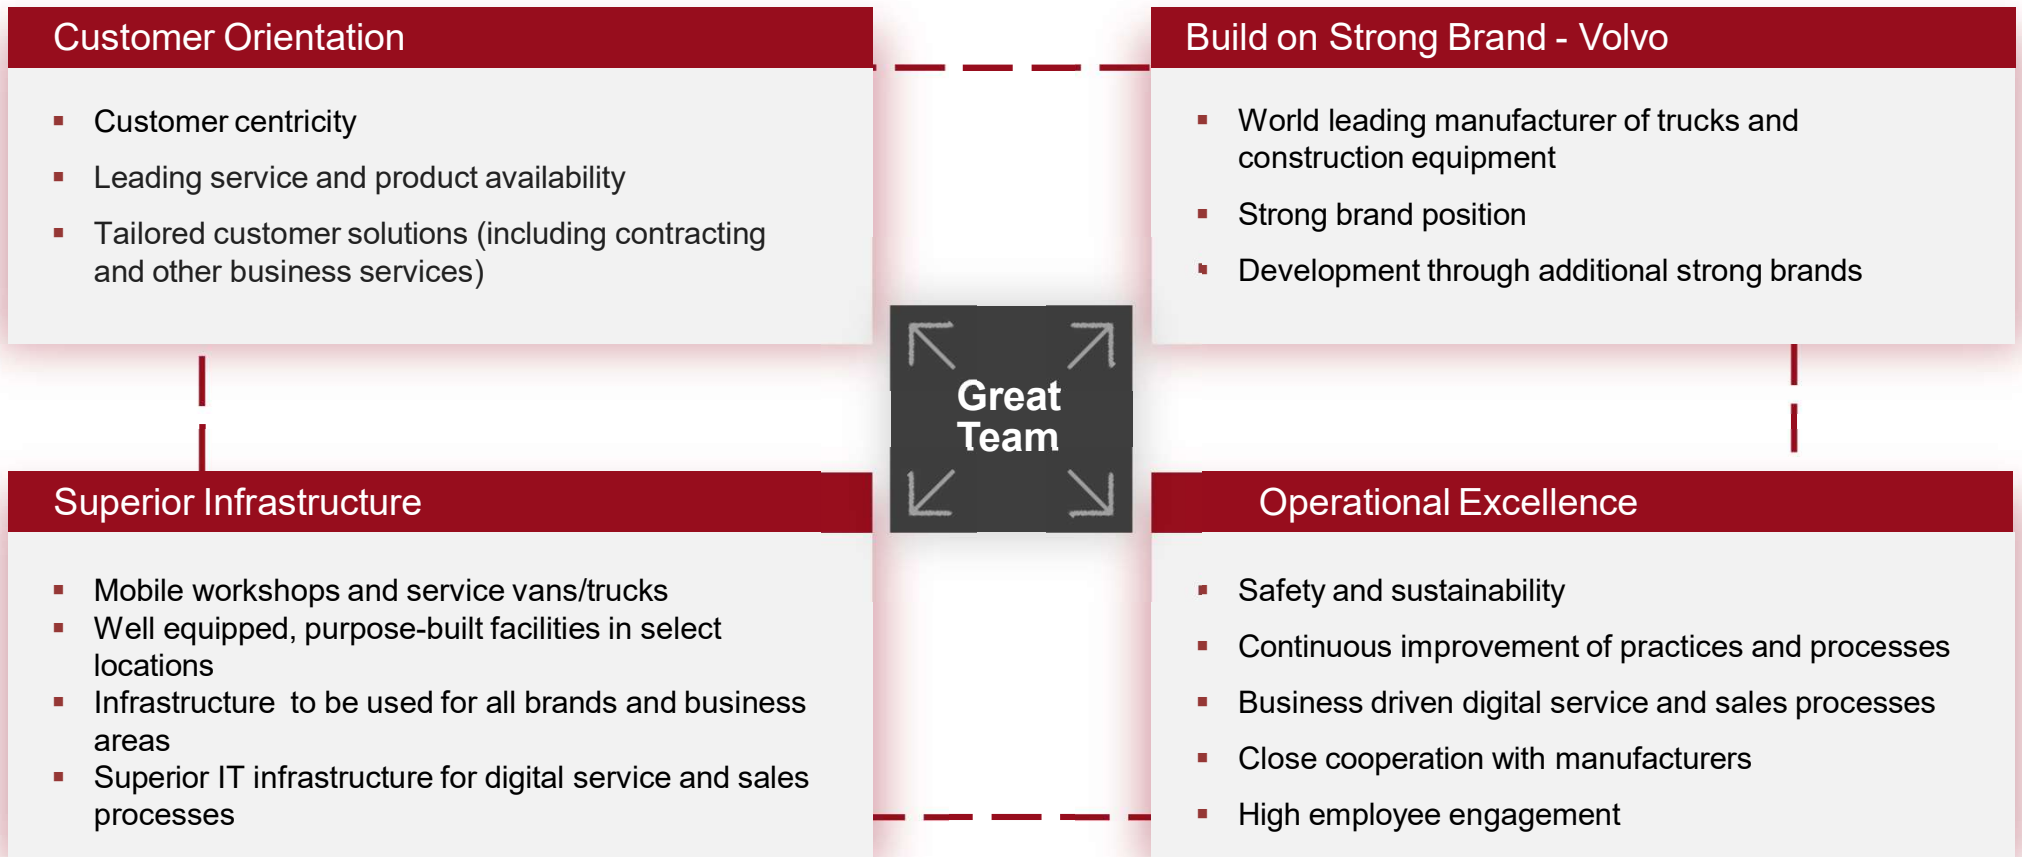 Customer Orientation
Customer centricity
Leading service and product availability
Tailored customer solutions (including contracting
and other business services)
Build on Strong Brand - Volvo
World leading manufacturer of trucks and
construction equipment
Strong brand position
Development through additional strong brands
Great
Team
Superior Infrastructure
Mobile workshops and service vans/trucks
Well equipped, purpose-built facilities in select
locations
Infrastructure  to be used for all brands and business
areas
Superior IT infrastructure for digital service and sales
processes
Operational Excellence
Safety and sustainability
Continuous improvement of practices and processes
Business driven digital service and sales processes
Close cooperation with manufacturers
High employee engagement